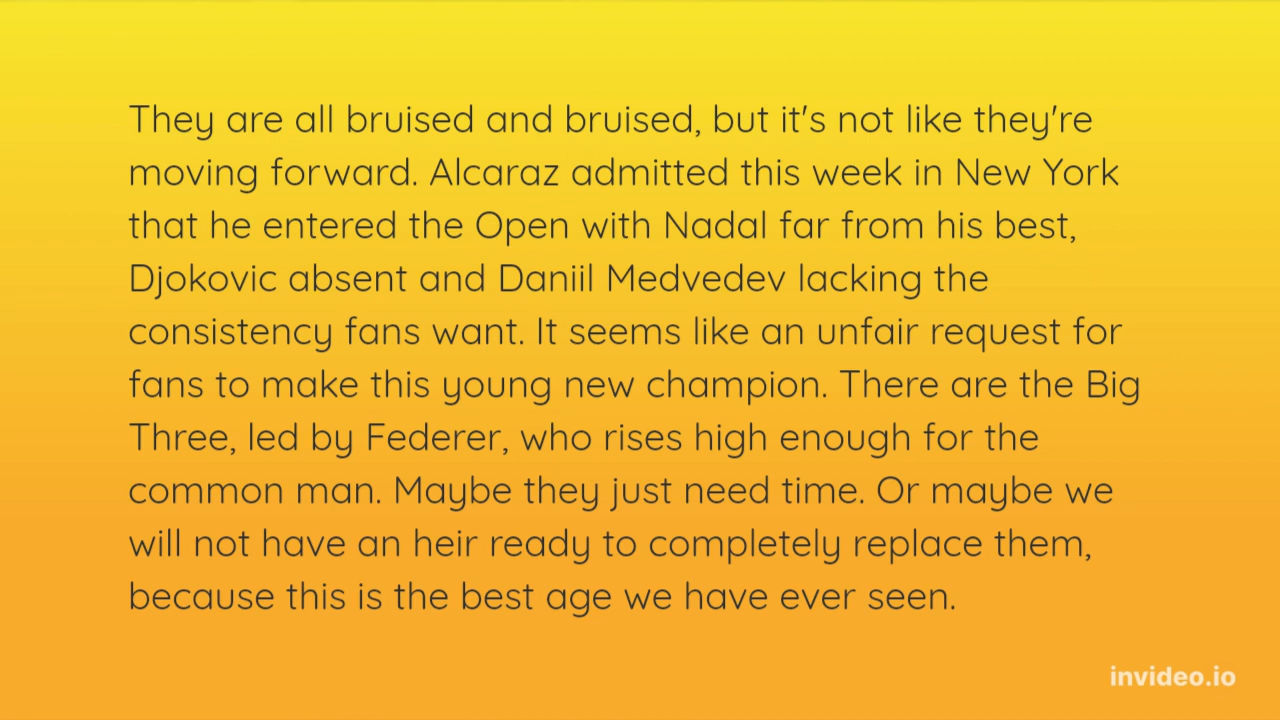 They are all bruised and bruised, but it's not like they're
moving forward. Alcaraz admitted this week in New York
that he entered the Open with Nadal far from his best,
Djokovic absent and Daniil Medvedev lacking the
consistency fans want. It seems like an unfair request for
fans to make this young new champion. There are the Big
Three, led by Federer, who rises high enough for the
common man. Maybe they just need time. Or maybe we
will not have an heir ready to completely replace them,
because this is the best age we have ever seen.
invideo.io